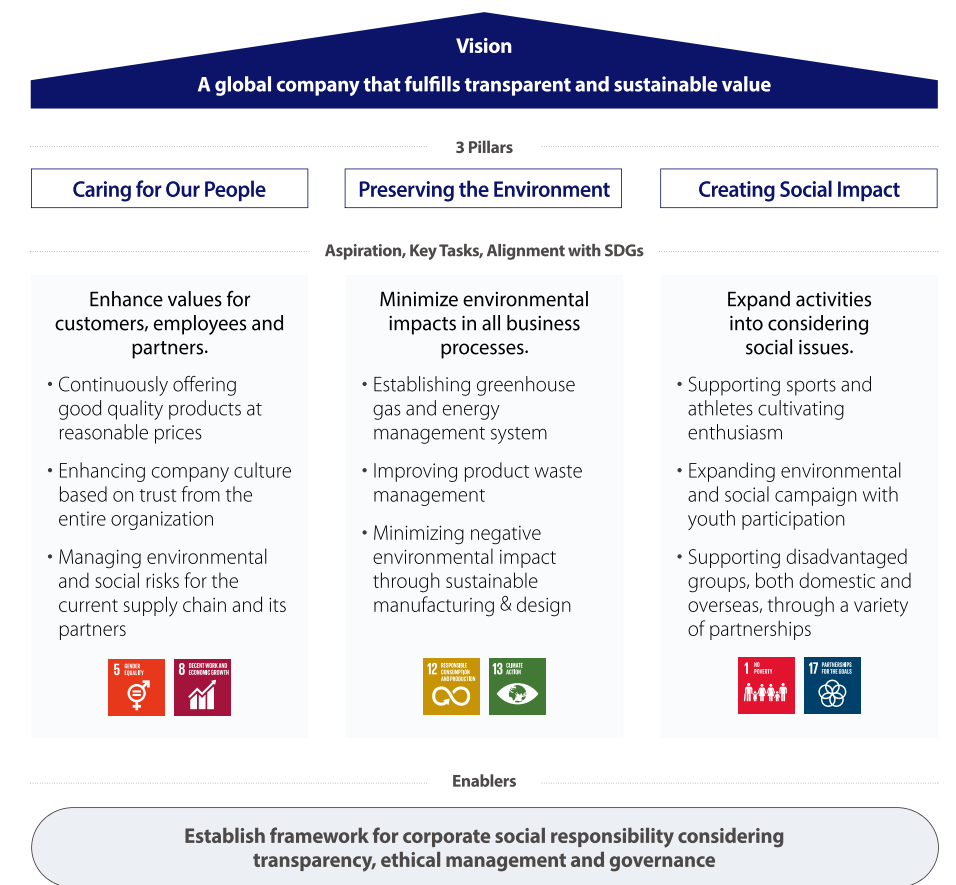 Vision
A global company that fulfills transparent and sustainable value
3 Pillars
Caring for Our People
Preserving the Environment
Creating Social Impact
Aspiration, Key Tasks, Alignment with SDGs
Enhance values for
customers, employees and
partners.
• Continuously offering
good quality products at
reasonable prices
• Enhancing company culture
based on trust from the
entire organization
• Managing environmental
and social risks for the
current supply chain and its
partners
5 GENDER
EQUALITY
8 DECENT WORK AND
ECONOMIC GROWTH
Minimize environmental
impacts in all business
processes.
• Establishing greenhouse
gas and energy
management system
• Improving product waste
management
• Minimizing negative
environmental impact
through sustainable
manufacturing & design
12 RESPONSIBLE
CONSUMPTION
AND PRODUCTION
13 CLIMATE
ACTION
Expand activities
into considering
social issues.
• Supporting sports and
athletes cultivating
enthusiasm
• Expanding environmental
and social campaign with
youth participation
• Supporting disadvantaged
groups, both domestic and
overseas, through a variety
of partnerships
1 NO
POVERTY
17 PARTNERSHIPS
FOR THE GOALS
Enablers
Establish framework for corporate social responsibility considering
transparency, ethical management and governance